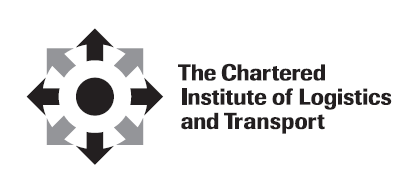 The Chartered
Institute of Logistics
and Transport